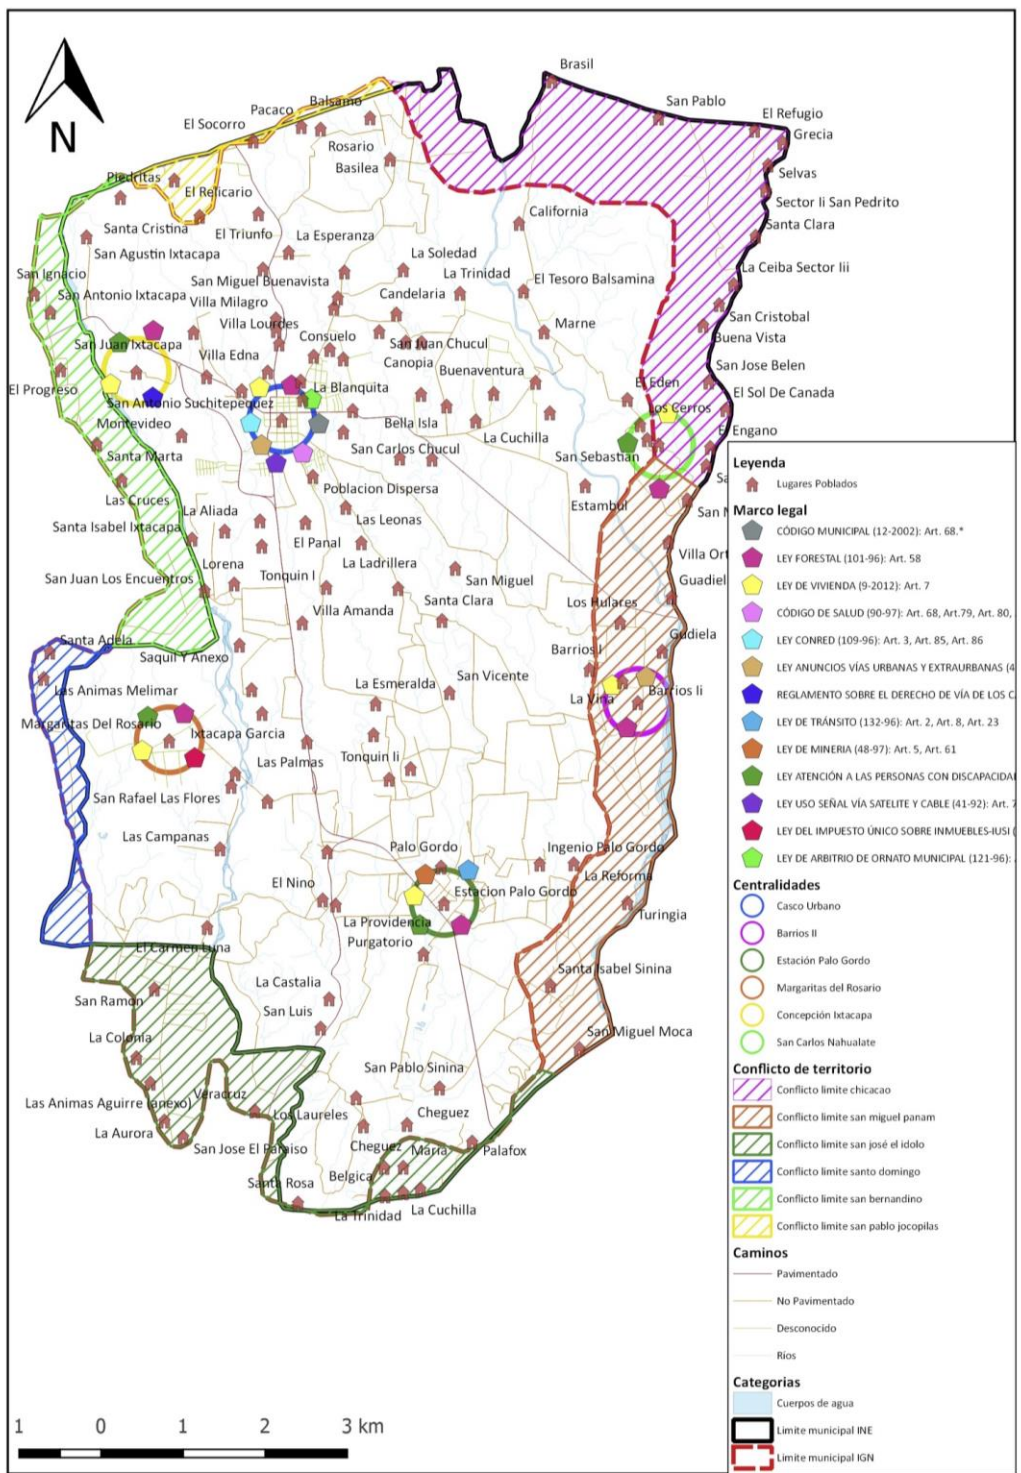 N
Brasil
San Pablo
El Refugio
Grecia
Balsamo
Pacaco
El Socorro
Rosario
Basilea
Selvas
Piedritas
El Relicario
Sector Ii San Pedrito
California
Santa Clara
Santa Cristina
El Triunfo
La Esperanza
San Agustin Ixtacapa
La Soledad
La Ceiba Sector Iii
San Ignacio
San Miguel Buenavista
La Trinidad
El Tesoro Balsamina
San Antonio Ixtacapa
Villa Milagro
Candelaria
San Cristobal
Villa Lourdes
Marne
Buena Vista
San Juan Ixtacapa
Consuelo
San Juan Chucul
Villa Edna
Canopia
San Jose Belen
Buenaventura
El Progreso
La Blanquita
El Eden
El Sol De Canada
San Antonio Suchitepequez
Los Cerros
Montevideo
Bella Isla
La Cuchilla
El Engano
Santa Marta
San Carlos Chucul
San Sebastian
Sa
Las Cruces
Poblacion Dispersa
Estambul
La Aliada
San N
Las Leonas
Santa Isabel Ixtacapa
El Panal
Villa Ort
La Ladrillera
Lorena
San Juan Los Encuentros
Tonquin I
San Miguel
Guadiel
Villa Amanda
Santa Clara
Los Hulares
Santa Adela
Gudiela
Saquil Y Anexo
Barrios I
San Vicente
Las Animas Melimar
La Esmeralda
La Viña
Barrios Ii
Margaritas Del Rosario
Ixtacapa Garcia
Tonquin Ii
Las Palmas
San Rafael Las Flores
Las Campanas
Palo Gordo
Ingenio Palo Gordo
La Reforma
El Nino
Estacion Palo Gordo
La Providencia
Turingia
Purgatorio
El Carmen Luna
Santa Isabel Sinina
La Castalia
San Ramon
San Luis
San Miguel Moca
La Colonia
San Pablo Sinina
Veracruz
Las Animas Aguirre (anexo)
Los Laureles
Cheguez
La Aurora
San Jose El Paraiso
Cheguez
Maria
Palafox
Belgica
Santa Rosa
La Trinidad
La Cuchilla
1 0 1 2 3 km
Leyenda
Lugares Poblados
Marco legal
CÓDIGO MUNICIPAL (12-2002): Art. 68.*
LEY FORESTAL (101-96): Art. 58
LEY DE VIVIENDA (9-2012): Art. 7
CÓDIGO DE SALUD (90-97): Art. 68, Art.79, Art. 80,
LEY CONRED (109-96): Art. 3, Art. 85, Art. 86
LEY ANUNCIOS VÍAS URBANAS Y EXTRAURBANAS (4
REGLAMENTO SOBRE EL DERECHO DE VÍA DE LOS C
LEY DE TRÁNSITO (132-96): Art. 2, Art. 8, Art. 23
LEY DE MINERIA (48-97): Art. 5, Art. 61
LEY ATENCIÓN A LAS PERSONAS CON DISCAPACIDA
LEY USO SEÑAL VÍA SATELITE Y CABLE (41-92): Art. 7
LEY DEL IMPUESTO ÚNICO SOBRE INMUEBLES-IUSI (
LEY DE ARBITRIO DE ORNATO MUNICIPAL (121-96):
Centralidades
Casco Urbano
Barrios II
Estación Palo Gordo
Margaritas del Rosario
Concepción Ixtacapa
San Carlos Nahualate
Conflicto de territorio
Conflicto limite chicacao
Conflicto limite san miguel panam
Conflicto limite san josé el idolo
Conflicto limite santo domingo
Conflicto limite san bernandino
Conflicto limite san pablo jocopilas
Caminos
Pavimentado
No Pavimentado
Desconocido
Rios
Categorias
Cuerpos de agua
Limite municipal INE
Limite municipal IGN